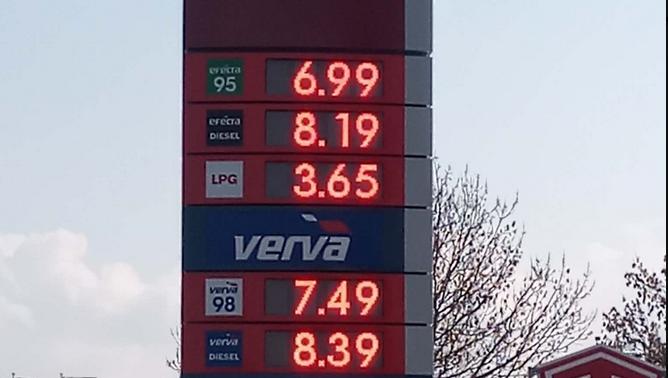 efecta 95 6.99
efecta DIESEL 8.19
LPG 3.65
verva
verva 98 7.49
verva DIESEL 8.39